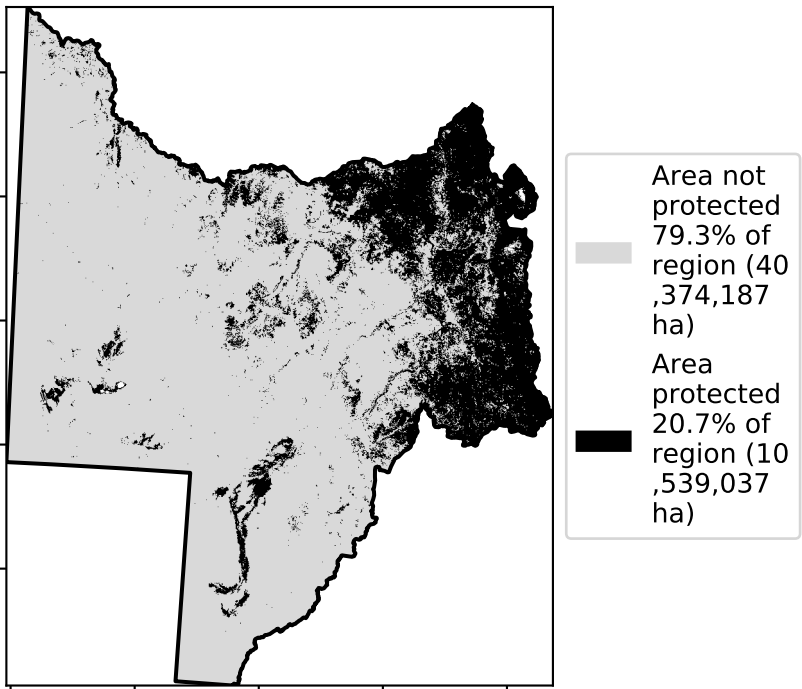 Area not
protected
79.3% of
region (40
,374,187
ha)
Area
protected
20.7% of
region (10
,539,037
ha)